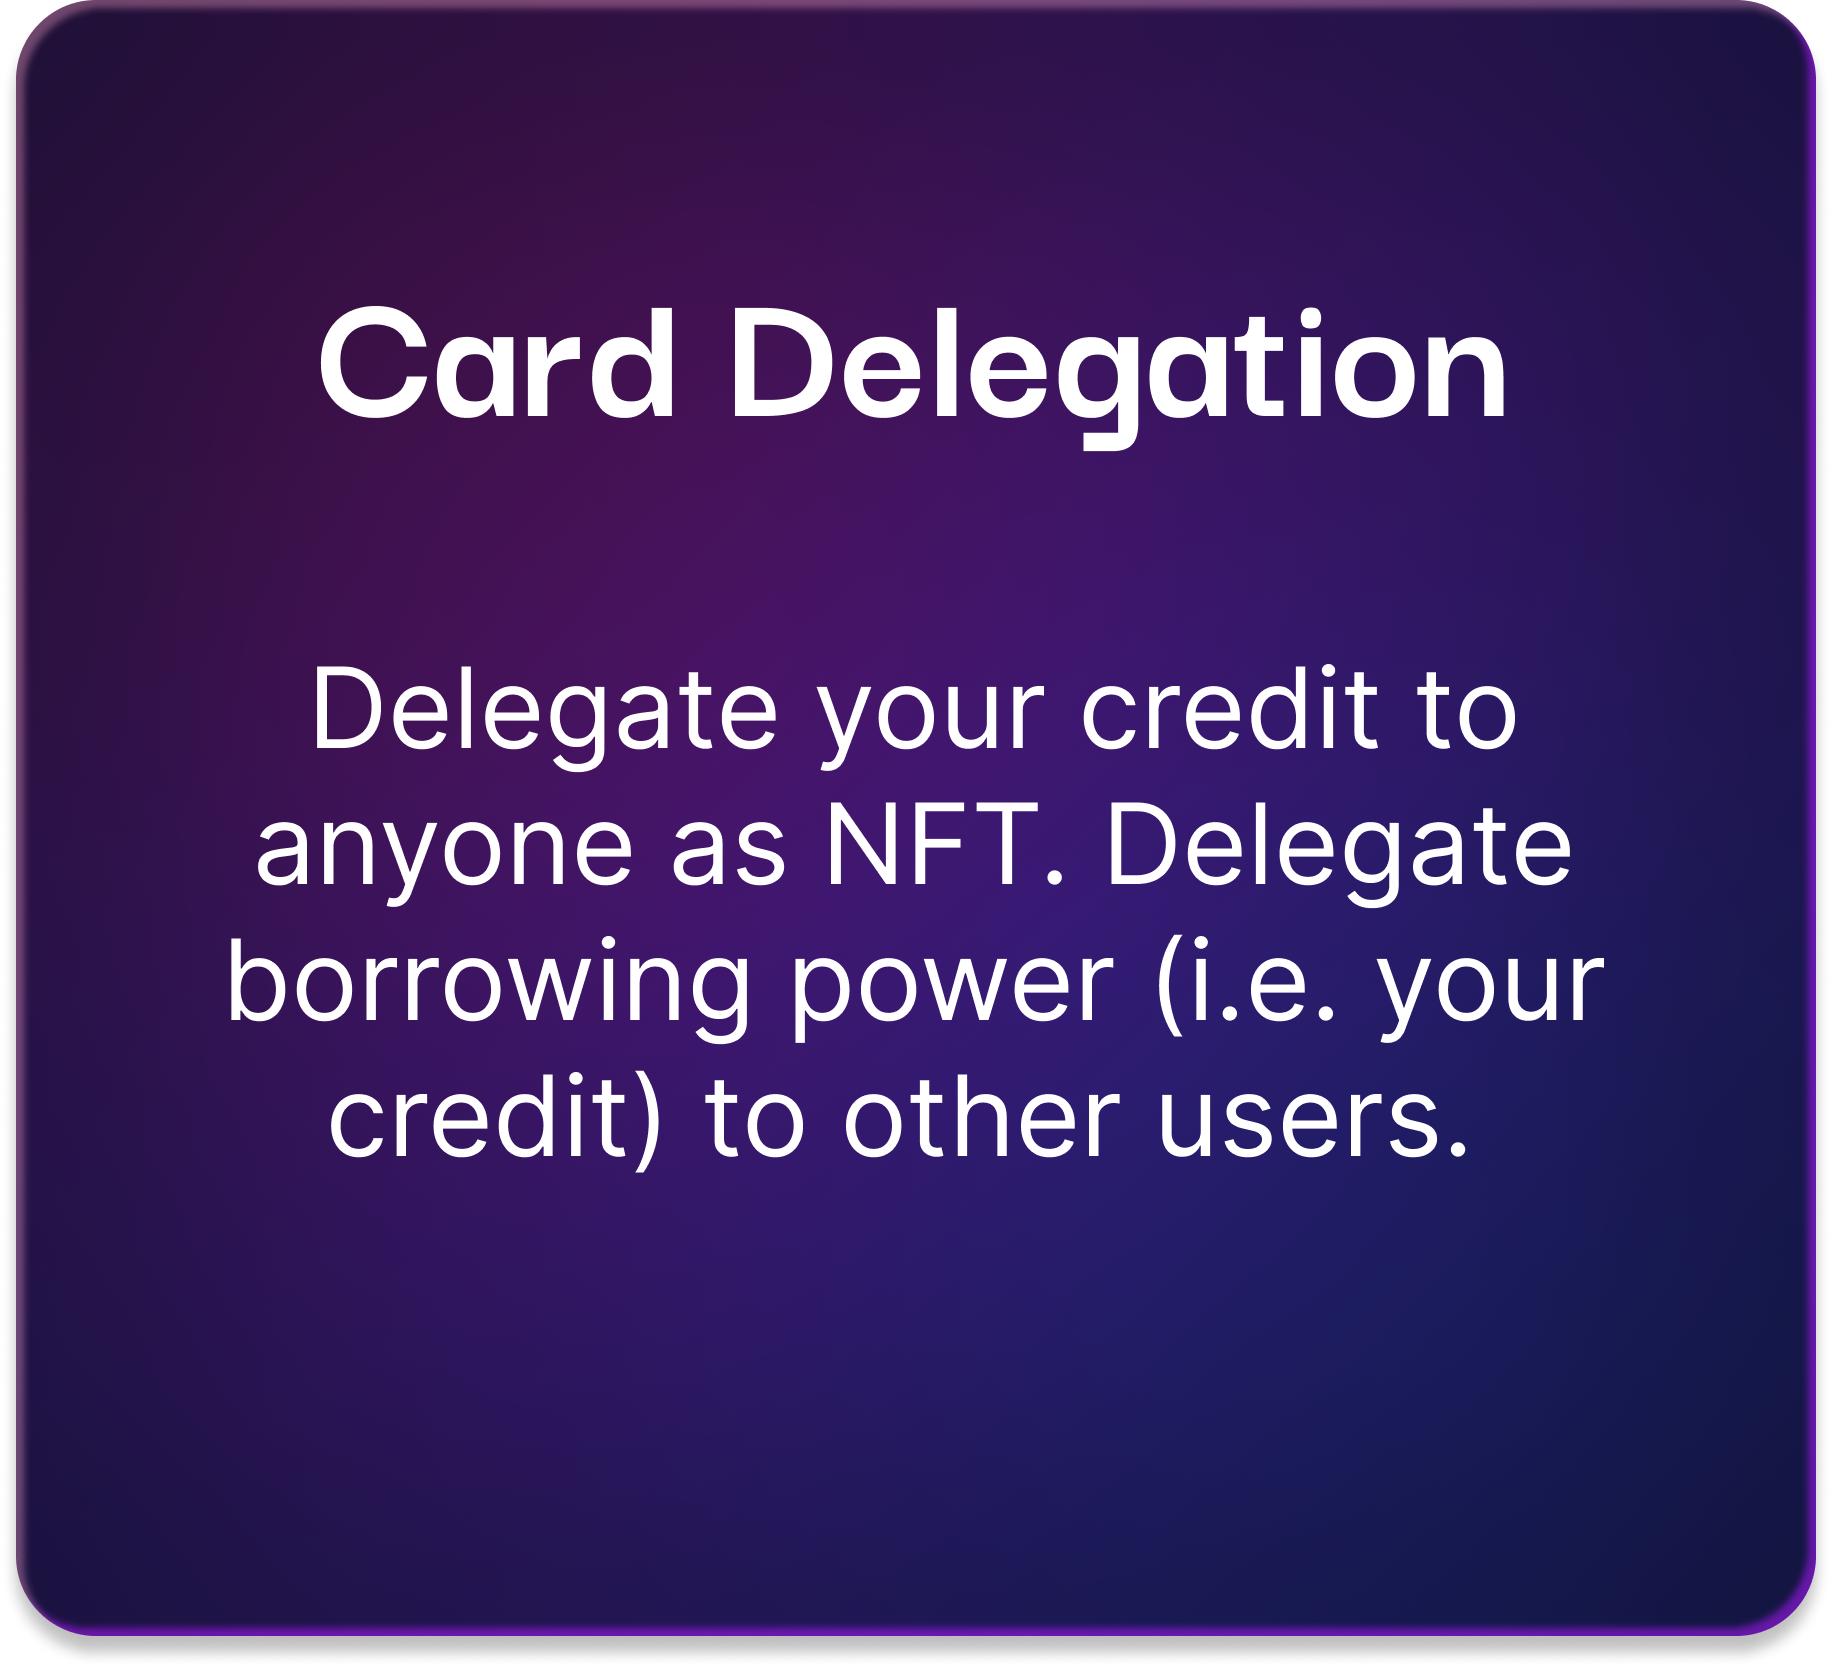 Card Delegation
Delegate your credit to
anyone as NFT. Delegate
borrowing power (i.e. your
credit) to other users.